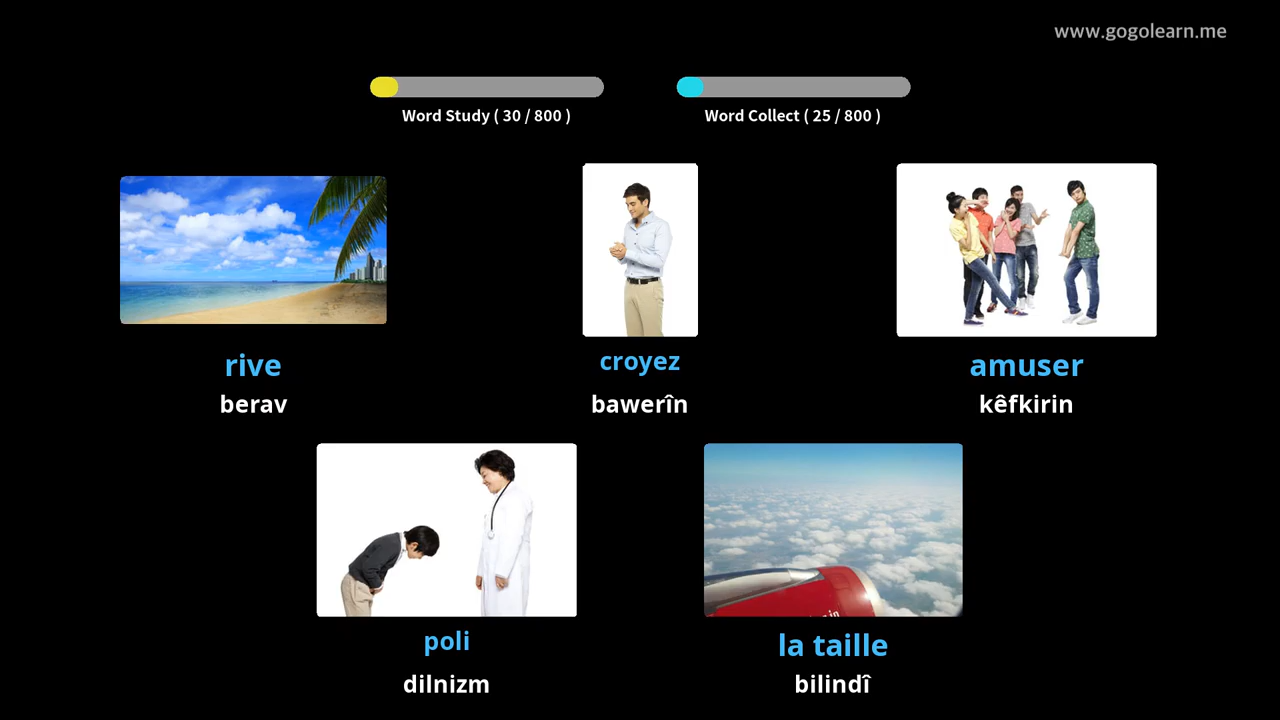 www.gogolearn.me
Word Study ( 30 / 800 )
Word Collect ( 25 / 800 )
rive
berav
croyez
bawerîn
amuser
kêfkirin
poli
dilnizm
la taille
bilindî